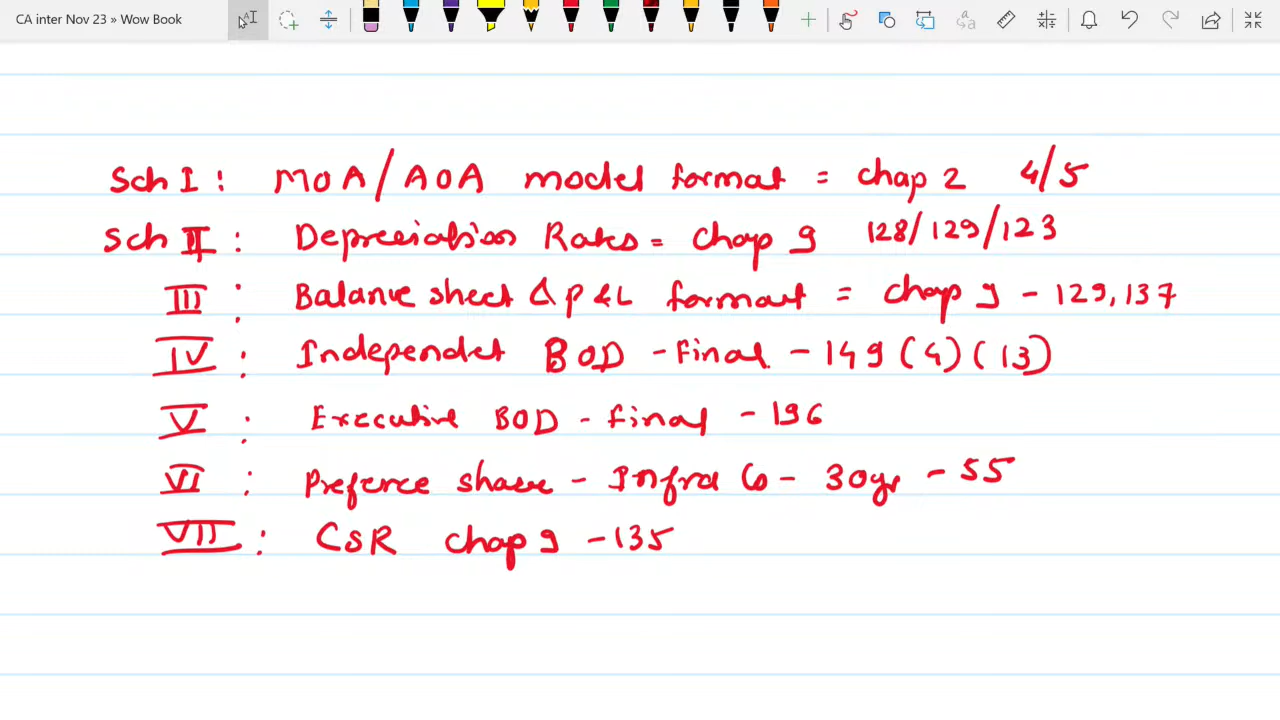 CA inter Nov 23 » Wow Book
Sch I : MOA/AOA model format = chap 2 4/5
Sch II : Depreciation Rates = chap 9 128/129/123
III : Balance sheet & P & L format = chap 9 - 129,137
IV : Independet BOD - Final - 149(4)(13)
V : Executive BOD - final - 196
VI : Preference share - Infra Co - 30yr - 55
VII : CSR chap 9 - 135